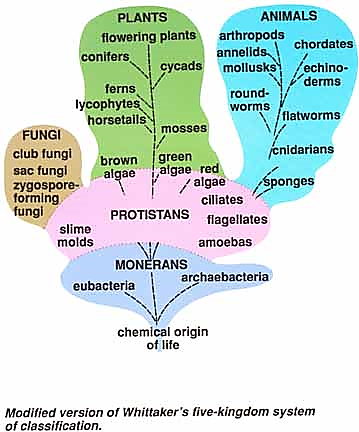 PLANTS
flowering plants
conifers
cycads
ferns
lycophytes
horsetails
mosses
brown
algae
green
algae
red
algae
ANIMALS
arthropods
annelids
mollusks
chordates
echino-
derms
round-
worms
flatworms
cnidarians
sponges
FUNGI
club fungi
sac fungi
zygospore-
forming
fungi
PROTISTANS
ciliates
flagellates
amoebas
slime
molds
MONERANS
eubacteria
archaebacteria
chemical origin
of life
Modified version of Whittaker's five-kingdom system
of classification.